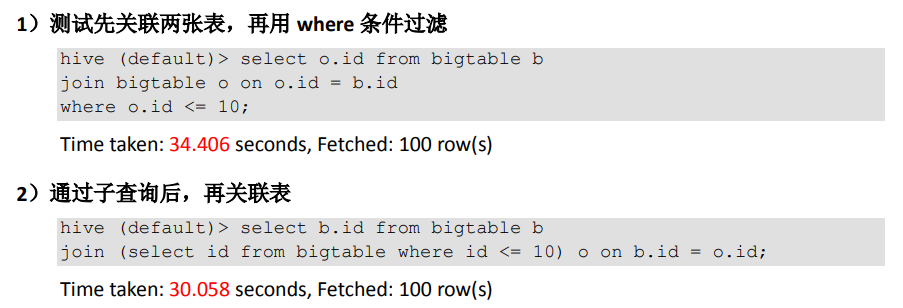 1）测试先关联两张表，再用 where 条件过滤
hive (default)> select o.id from bigtable b
join bigtable o on o.id = b.id
where o.id <= 10;
Time taken: 34.406 seconds, Fetched: 100 row(s)
2）通过子查询后，再关联表
hive (default)> select b.id from bigtable b
join (select id from bigtable where id <= 10) o on b.id = o.id;
Time taken: 30.058 seconds, Fetched: 100 row(s)